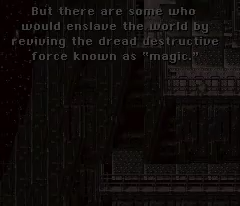 But there are some who
would enslave the world by
reviving the dread destructive
force known as “magic.”